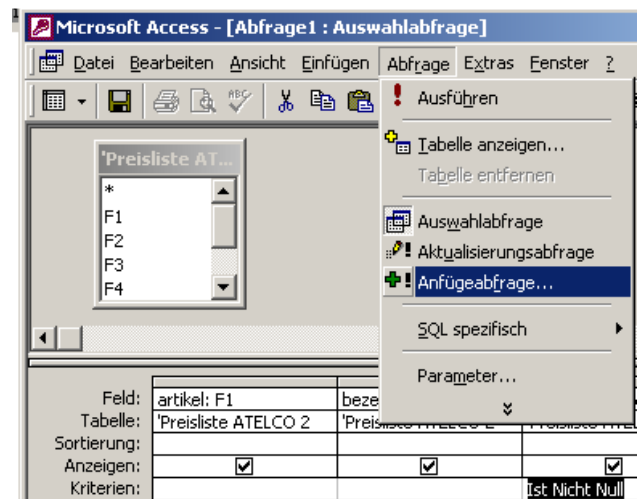 Microsoft Access - [Abfrage1 : Auswahlabfrage]
Datei Bearbeiten Ansicht Einfügen Abfrage Extras Fenster ?
ABC
Ausführen
Tabelle anzeigen...
Tabelle entfernen
Auswahlabfrage
Aktualisierungsabfrage
Anfügeabfrage...
SQL spezifisch
Parameter...
'Preisliste AT...
*
F1
F2
F3
F4
Feld: artikel: F1
Tabelle: 'Preisliste ATELCO 2
Sortierung:
Anzeigen:
Kriterien: Ist Nicht Null